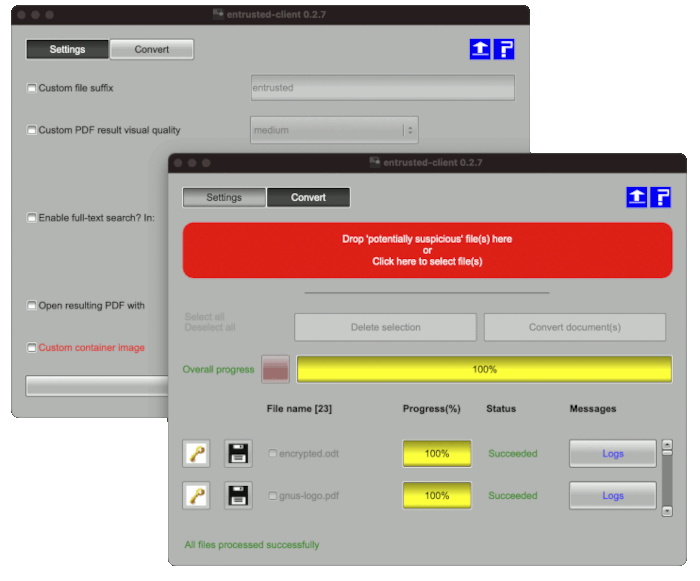 entrusted-client 0.2.7
Settings Convert
Custom file suffix entrusted
Custom PDF result visual quality medium
Enable full-text search? In:
Open resulting PDF with
Custom container image
entrusted-client 0.2.7
Settings Convert
Drop 'potentially suspicious' file(s) here
or
Click here to select file(s)
Select all
Deselect all
Delete selection Convert document(s)
Overall progress 100%
File name [23] Progress(%) Status Messages
encrypted.odt 100% Succeeded Logs
gnus-logo.pdf 100% Succeeded Logs
All files processed successfully